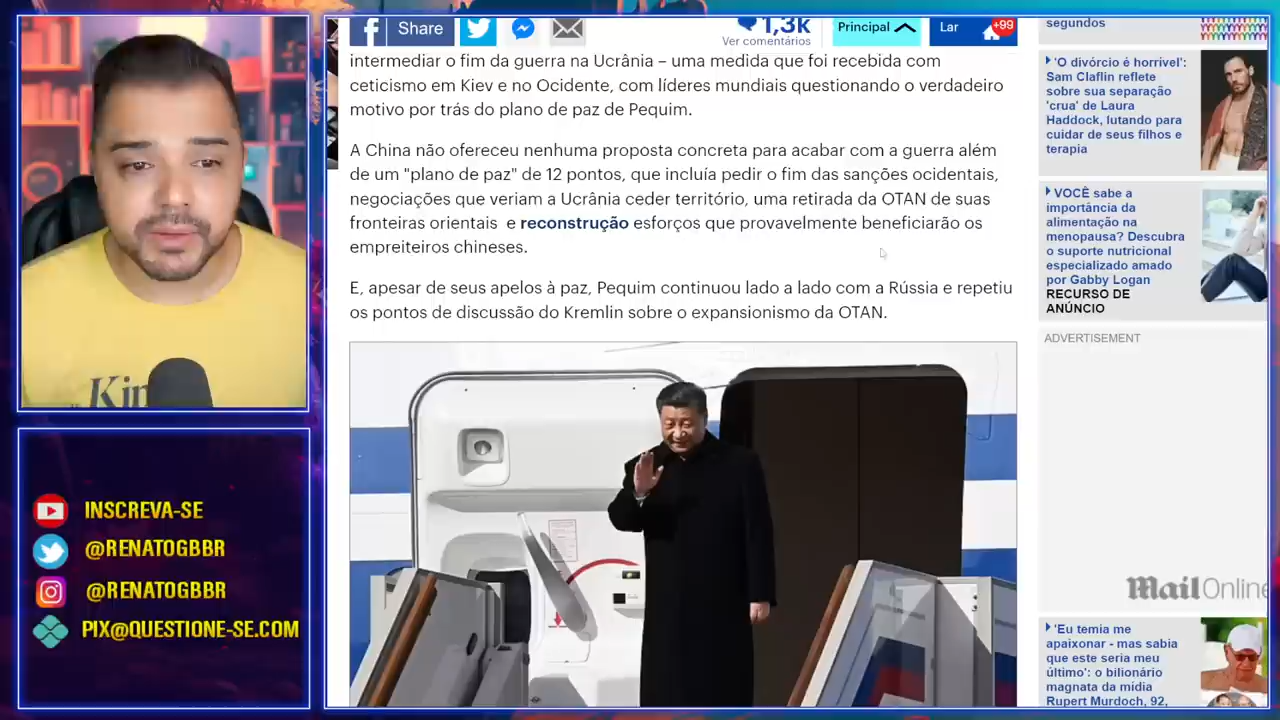 Share
1,3K
Ver comentários
Principal
Lar
+99
intermediar o fim da guerra na Ucrânia – uma medida que foi recebida com
ceticismo em Kiev e no Ocidente, com líderes mundiais questionando o verdadeiro
motivo por trás do plano de paz de Pequim.
A China não ofereceu nenhuma proposta concreta para acabar com a guerra além
de um "plano de paz" de 12 pontos, que incluía pedir o fim das sanções ocidentais,
negociações que veriam a Ucrânia ceder território, uma retirada da OTAN de suas
fronteiras orientais e reconstrução esforços que provavelmente beneficiarão os
empreiteiros chineses.
E, apesar de seus apelos à paz, Pequim continuou lado a lado com a Rússia e repetiu
os pontos de discussão do Kremlin sobre o expansionismo da OTAN.
segundos
'O divórcio é horrível':
Sam Claflin reflete
sobre sua separação
'crua' de Laura
Haddock, lutando para
cuidar de seus filhos e
terapia
VOCÊ sabe a
importância da
alimentação na
menopausa? Descubra
o suporte nutricional
especializado amado
por Gabby Logan
RECURSO DE
ANÚNCIO
ADVERTISEMENT
Mail Online
'Eu temia me
apaixonar - mas sabia
que este seria meu
último': o bilionário
magnata da mídia
Rupert Murdoch, 92,
INSCREVA-SE
@RENATOGBBR
@RENATOGBBR
PIX@QUESTIONE-SE.COM